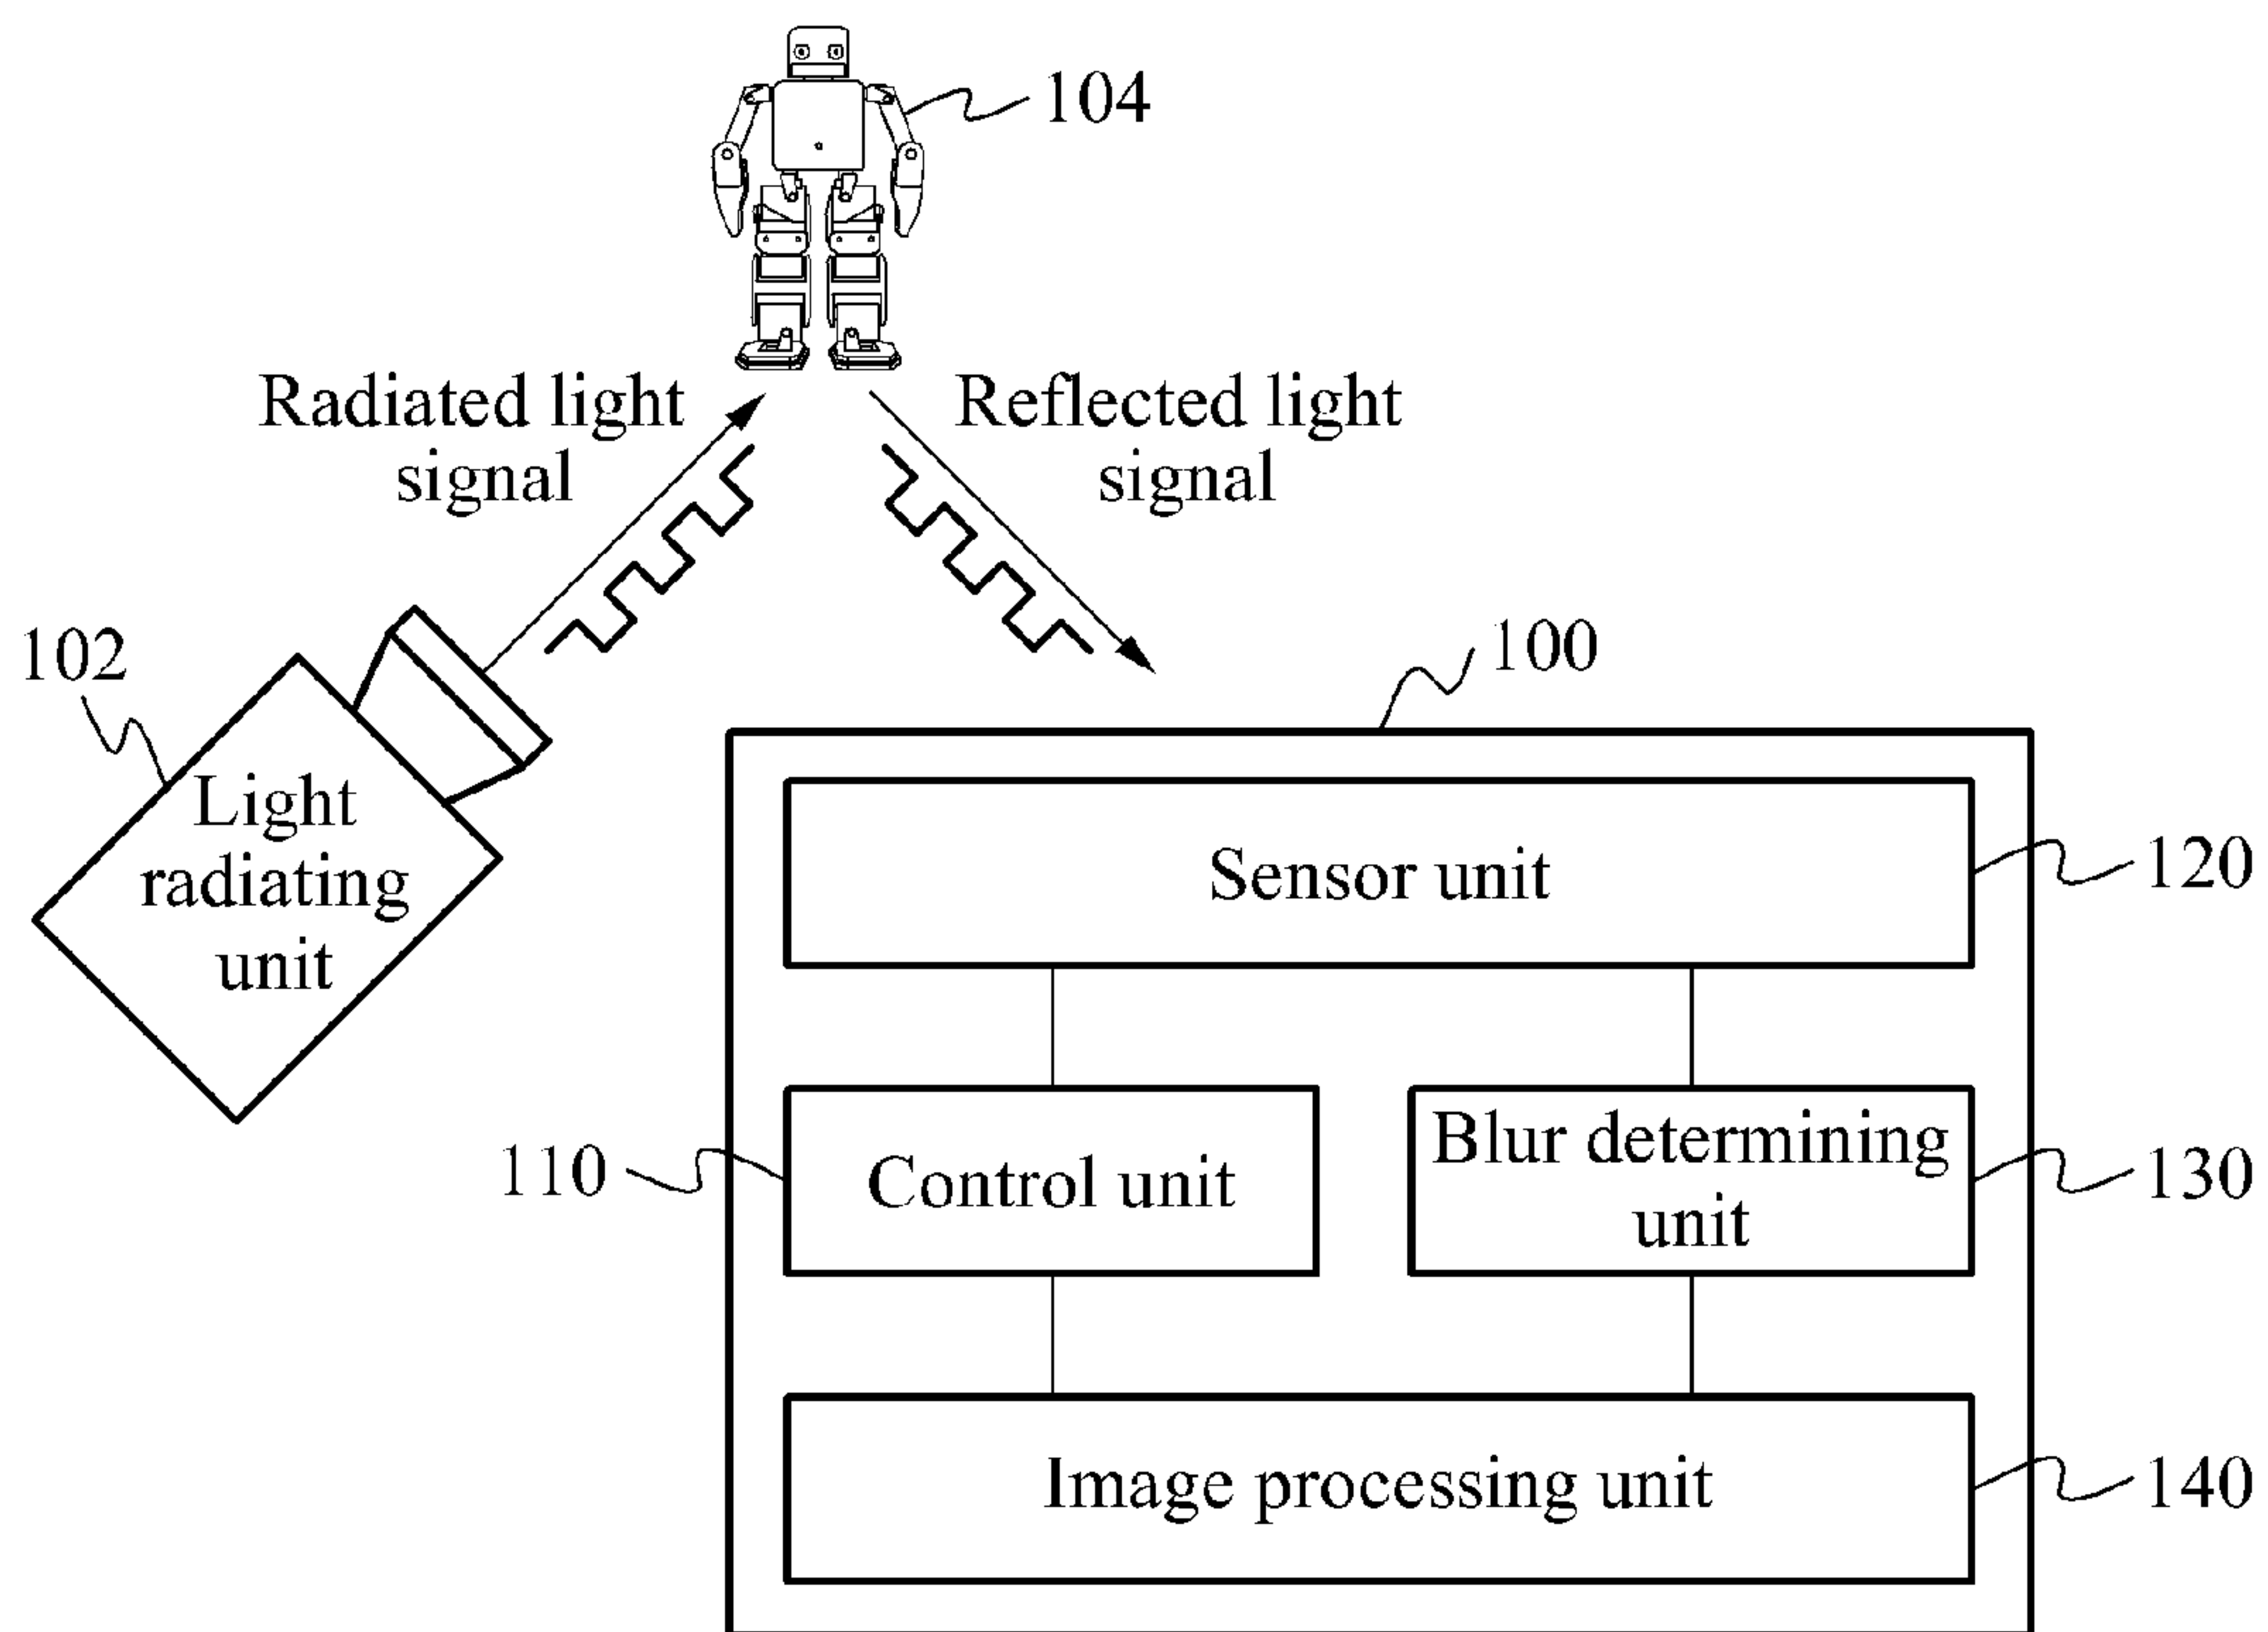 104
Radiated light
signal
Reflected light
signal
102
100
Light
radiating
unit
Sensor unit
120
110
Control unit
Blur determining
unit
130
Image processing unit
140